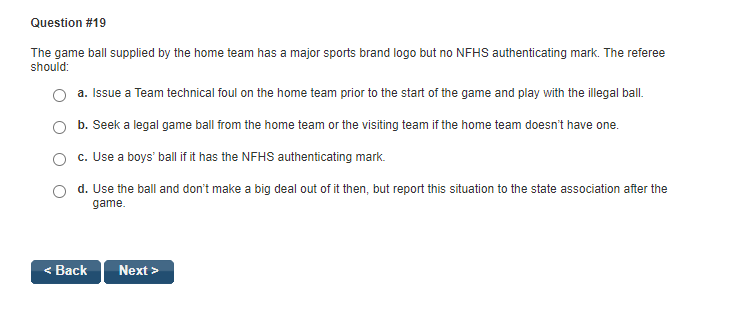 Question #19
The game ball supplied by the home team has a major sports brand logo but no NFHS authenticating mark. The referee
should:
a. Issue a Team technical foul on the home team prior to the start of the game and play with the illegal ball.
b. Seek a legal game ball from the home team or the visiting team if the home team doesn't have one.
c. Use a boys' ball if it has the NFHS authenticating mark.
d. Use the ball and don't make a big deal out of it then, but report this situation to the state association after the
game.
< Back Next >